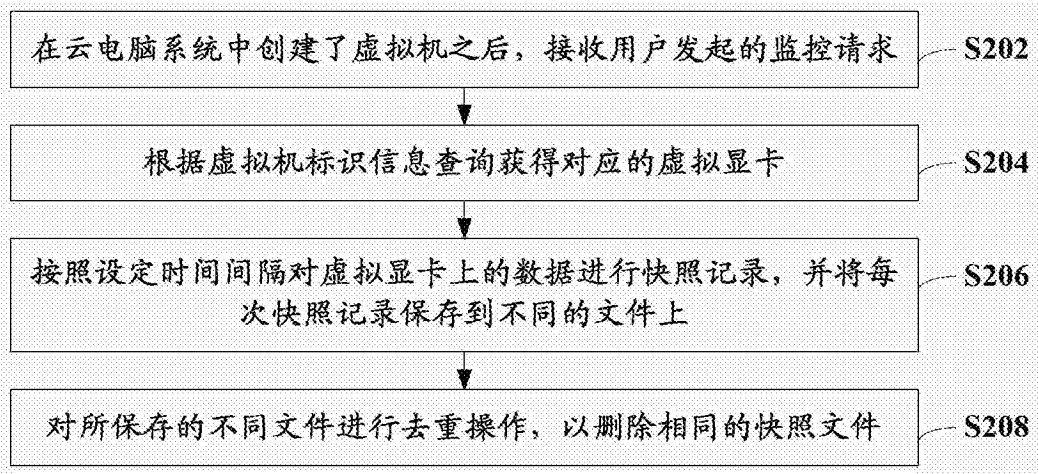 在云电脑系统中创建了虚拟机之后，接收用户发起的监控请求
S202
根据虚拟机标识信息查询获得对应的虚拟显卡
S204
按照设定时间间隔对虚拟显卡上的数据进行快照记录，并将每
次快照记录保存到不同的文件上
S206
对所保存的不同文件进行去重操作，以删除相同的快照文件
S208